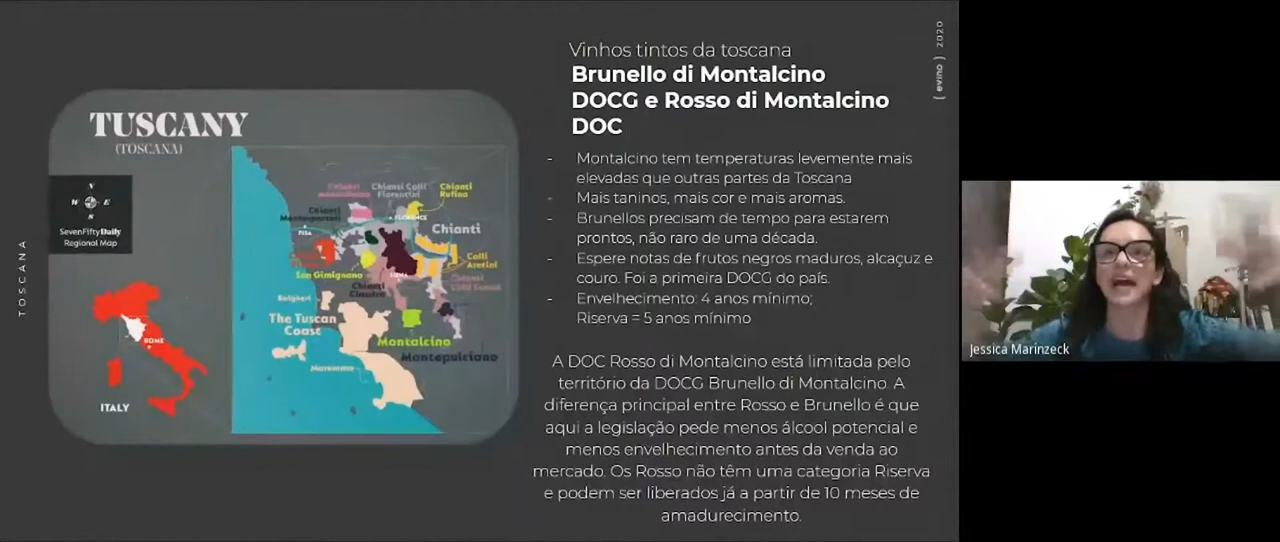 Vinhos tintos da toscana
Brunello di Montalcino
DOCG e Rosso di Montalcino
DOC
- Montalcino tem temperaturas levemente mais
elevadas que outras partes da Toscana
- Mais taninos, mais cor e mais aromas.
- Brunellos precisam de tempo para estarem
prontos, não raro de uma década.
- Espere notas de frutos negros maduros, alcaçuz e
couro. Foi a primeira DOCG do país.
- Envelhecimento: 4 anos mínimo;
Riserva = 5 anos mínimo
A DOC Rosso di Montalcino está limitada pelo
território da DOCG Brunello di Montalcino. A
diferença principal entre Rosso e Brunello é que
aqui a legislação pede menos álcool potencial e
menos envelhecimento antes da venda ao
mercado. Os Rosso não têm uma categoria Riserva
e podem ser liberados já a partir de 10 meses de
amadurecimento.
( evino ) 2020
TOSCANA
TUSCANY
(TOSCANA)
N
W E
S
SevenFiftyDaily
Regional Map
ROME
ITALY
Chianti Colli
Fiorentini
Chianti
Rufina
FLORENCE
PISA
Chianti
San Gimignano
Colli
Aretini
SIENA
Chianti
Classico
Bolgheri
The Tuscan
Coast
Montalcino
Montepulciano
Maremma
Jessica Marinzeck